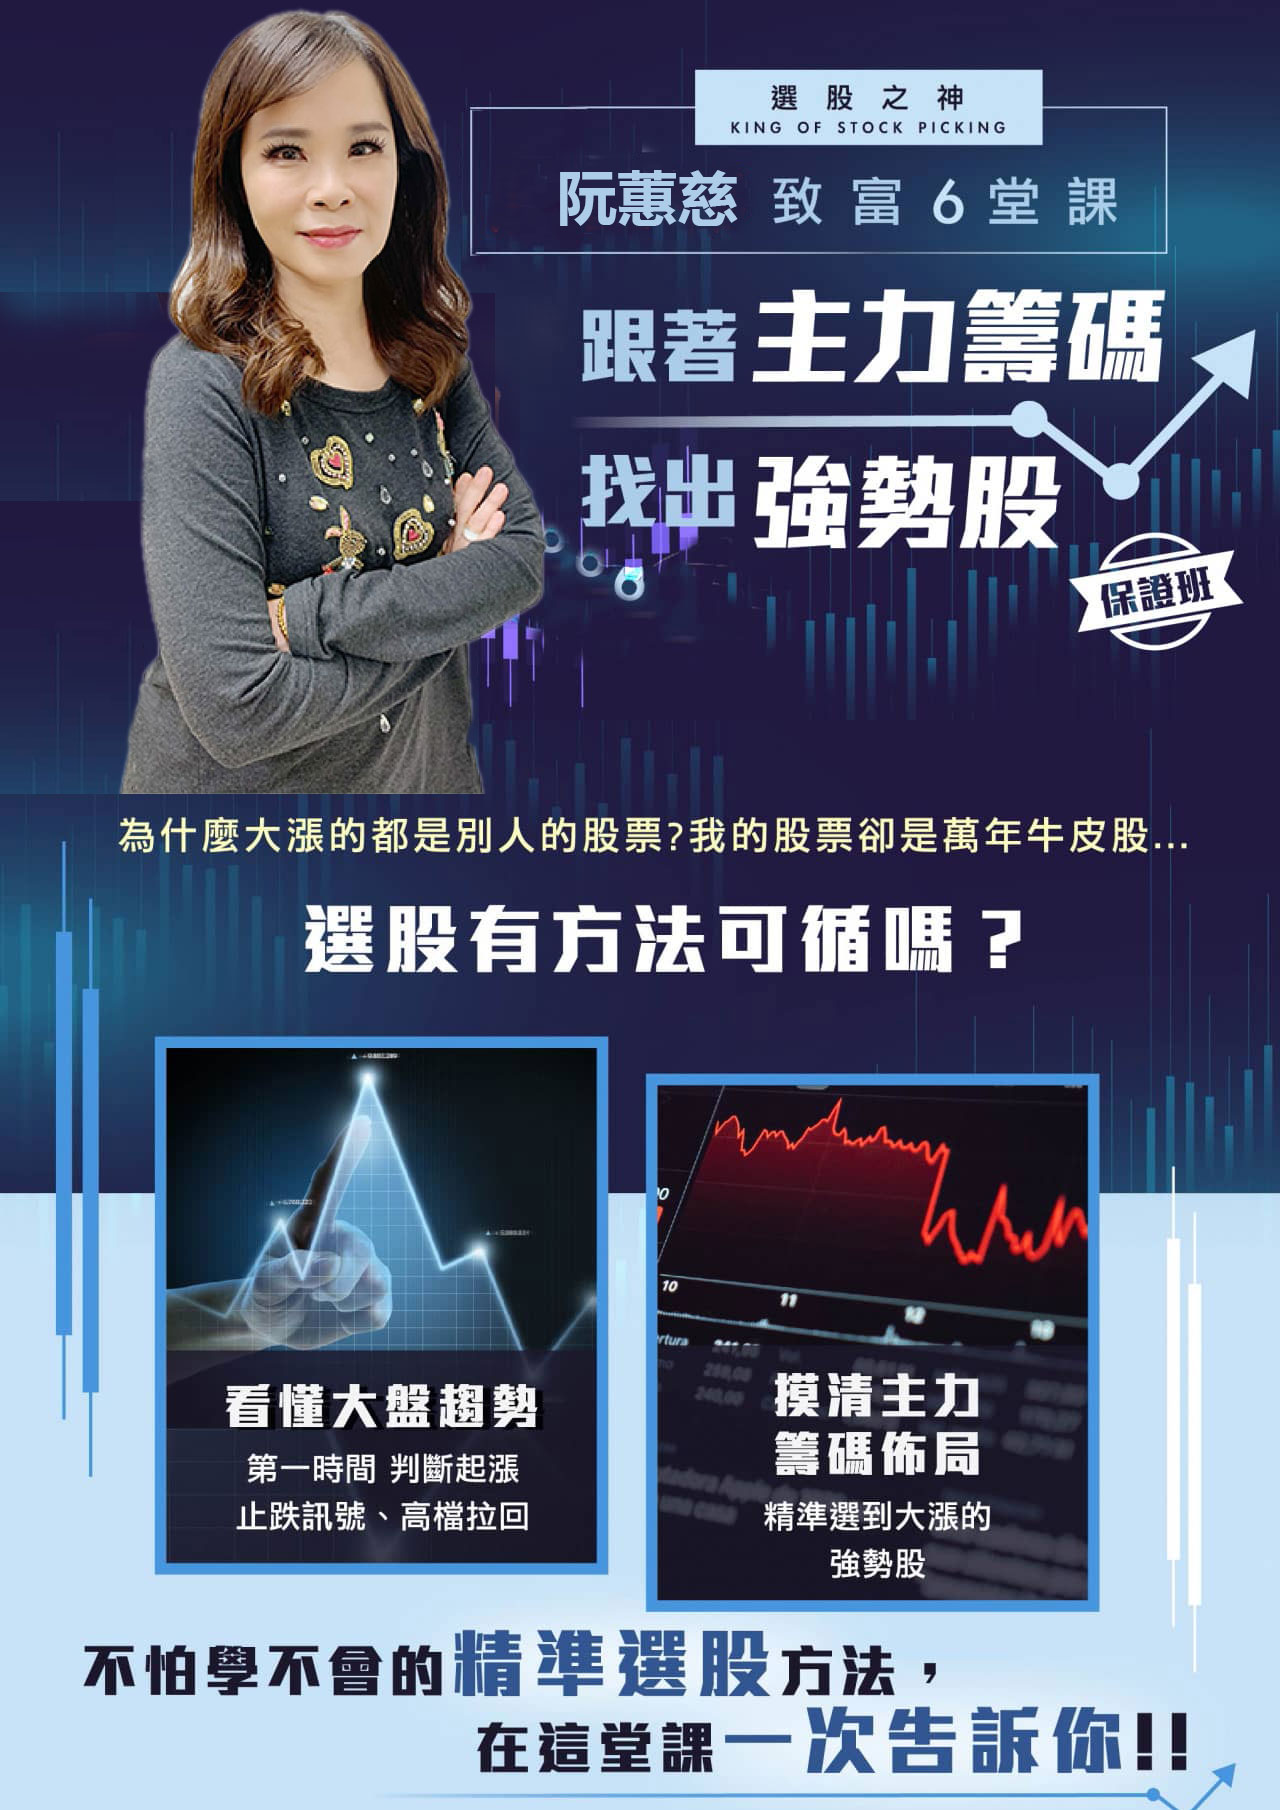 選股之神
KING OF STOCK PICKING
阮蕙慈 致富6堂課
跟著主力籌碼
找出強勢股
保證班
為什麼大漲的都是別人的股票?我的股票卻是萬年牛皮股...
選股有方法可循嗎？
看懂大盤趨勢
第一時間 判斷起漲
止跌訊號、高檔拉回
10
11
12
摸清主力
籌碼佈局
精準選到大漲的
強勢股
不怕學不會的精準選股方法，
在這堂課一次告訴你!!